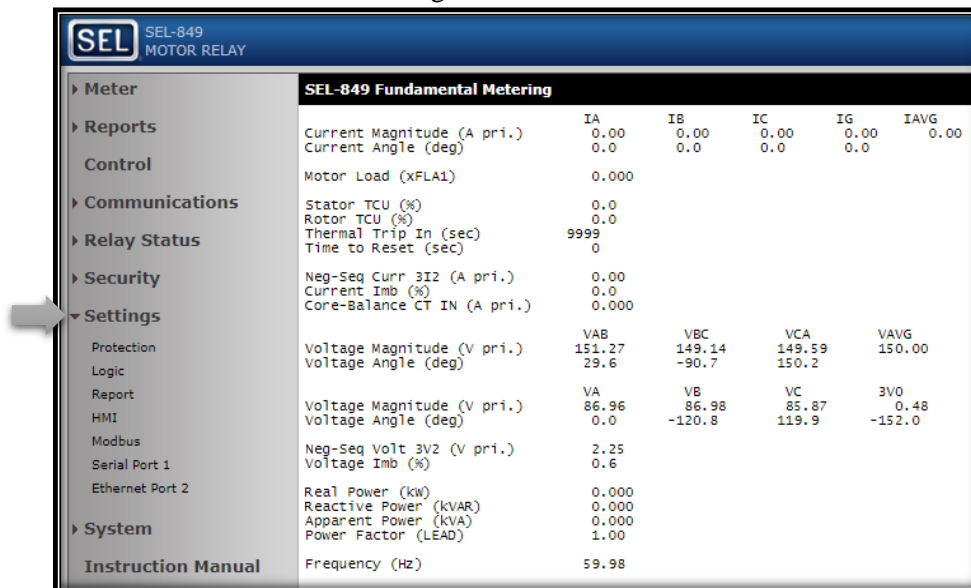 SEL SEL-849
MOTOR RELAY
Meter
Reports
Control
Communications
Relay Status
Security
Settings
Protection
Logic
Report
HMI
Modbus
Serial Port 1
Ethernet Port 2
System
Instruction Manual
SEL-849 Fundamental Metering
IA IB IC IG IAVG
Current Magnitude (A pri.) 0.00 0.00 0.00 0.00 0.00
Current Angle (deg) 0.0 0.0 0.0 0.0
Motor Load (xFLA1) 0.000
Stator TCU (%) 0.0
Rotor TCU (%) 0.0
Thermal Trip In (sec) 9999
Time to Reset (sec) 0
Neg-Seq Curr 3I2 (A pri.) 0.00
Current Imb (%) 0.0
Core-Balance CT IN (A pri.) 0.000
VAB VBC VCA VAVG
Voltage Magnitude (V pri.) 151.27 149.14 149.59 150.00
Voltage Angle (deg) 29.6 -90.7 150.2
VA VB VC 3V0
Voltage Magnitude (V pri.) 86.96 86.98 85.87 0.48
Voltage Angle (deg) 0.0 -120.8 119.9 -152.0
Neg-Seq Volt 3V2 (V pri.) 2.25
Voltage Imb (%) 0.6
Real Power (kW) 0.000
Reactive Power (kVAR) 0.000
Apparent Power (kVA) 0.000
Power Factor (LEAD) 1.00
Frequency (Hz) 59.98